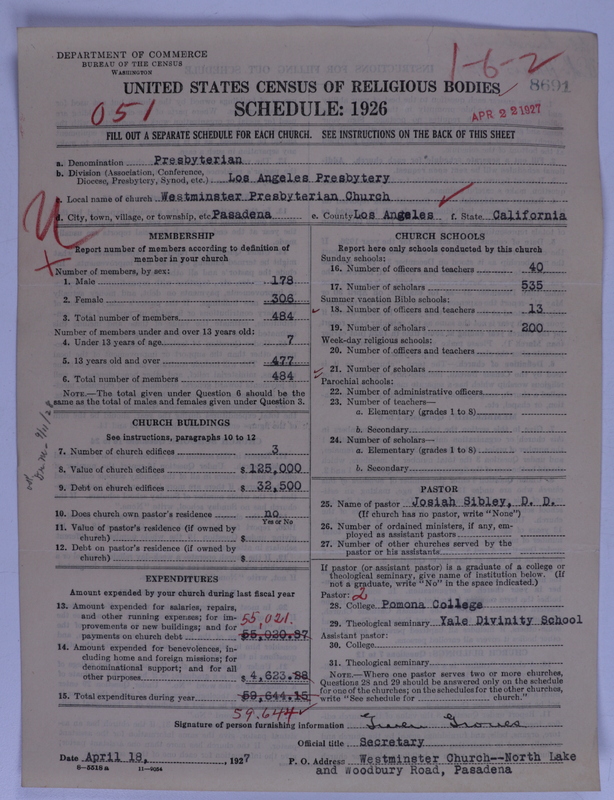 DEPARTMENT OF COMMERCE
BUREAU OF THE CENSUS
WASHINGTON
1-6-2
8691
UNITED STATES CENSUS OF RELIGIOUS BODIES
051
SCHEDULE: 1926
APR 22 1927
FILL OUT A SEPARATE SCHEDULE FOR EACH CHURCH. SEE INSTRUCTIONS ON THE BACK OF THIS SHEET
a. Denomination Presbyterian
b. Division (Association, Conference,
Diocese, Presbytery, Synod, etc.) Los Angeles Presbytery
c. Local name of church Westminster Presbyterian Church
d. City, town, village, or township, etc Pasadena e. County Los Angeles f. State California
MEMBERSHIP
Report number of members according to definition of
member in your church
Number of members, by sex:
1. Male 178
2. Female 306
3. Total number of members 484
Number of members under and over 13 years old:
4. Under 13 years of age 7
5. 13 years old and over 477
6. Total number of members 484
NOTE.—The total given under Question 6 should be the
same as the total of males and females given under Question 3.
CHURCH BUILDINGS
See instructions, paragraphs 10 to 12
7. Number of church edifices 3
8. Value of church edifices $125,000
9. Debt on church edifices $32,500
10. Does church own pastor's residence no
Yes or No
11. Value of pastor's residence (if owned by
church) $
12. Debt on pastor's residence (if owned by
church) $
EXPENDITURES
Amount expended by your church during last fiscal year
13. Amount expended for salaries, repairs,
and other running expenses; for im-
provements or new buildings; and for 55,021.
payments on church debt 55,020.87
14. Amount expended for benevolences, in-
cluding home and foreign missions; for
denominational support; and for all
other purposes $4,623.28
15. Total expenditures during year 59,644.15
59.644
CHURCH SCHOOLS
Report here only schools conducted by this church
Sunday schools:
16. Number of officers and teachers 40
17. Number of scholars 535
Summer vacation Bible schools:
18. Number of officers and teachers 13
19. Number of scholars 200
Week-day religious schools:
20. Number of officers and teachers
21. Number of scholars
Parochial schools:
22. Number of administrative officers
23. Number of teachers—
a. Elementary (grades 1 to 8)
b. Secondary
24. Number of scholars—
a. Elementary (grades 1 to 8)
b. Secondary
PASTOR
25. Name of pastor Josiah Sibley, D. D.
(If church has no pastor, write "None")
26. Number of ordained ministers, if any, em-
ployed as assistant pastors
27. Number of other churches served by the
pastor or his assistants
If pastor (or assistant pastor) is a graduate of a college or
theological seminary, give name of institution below. (If
not a graduate, write "No" in the space indicated.)
Pastor: 2
28. College Pomona College
29. Theological seminary Yale Divinity School
Assistant pastor:
30. College
31. Theological seminary
NOTE.—Where one pastor serves two or more churches,
Questions 28 and 29 should be answered only on the schedule
for one of the churches; on the schedules for the other churches,
write "See schedule for church."
Signature of person furnishing information
Official title Secretary
Date April 18, , 1927 P. O. Address Westminster Church--North Lake
8-5518 a 11-9034 and Woodbury Road, Pasadena